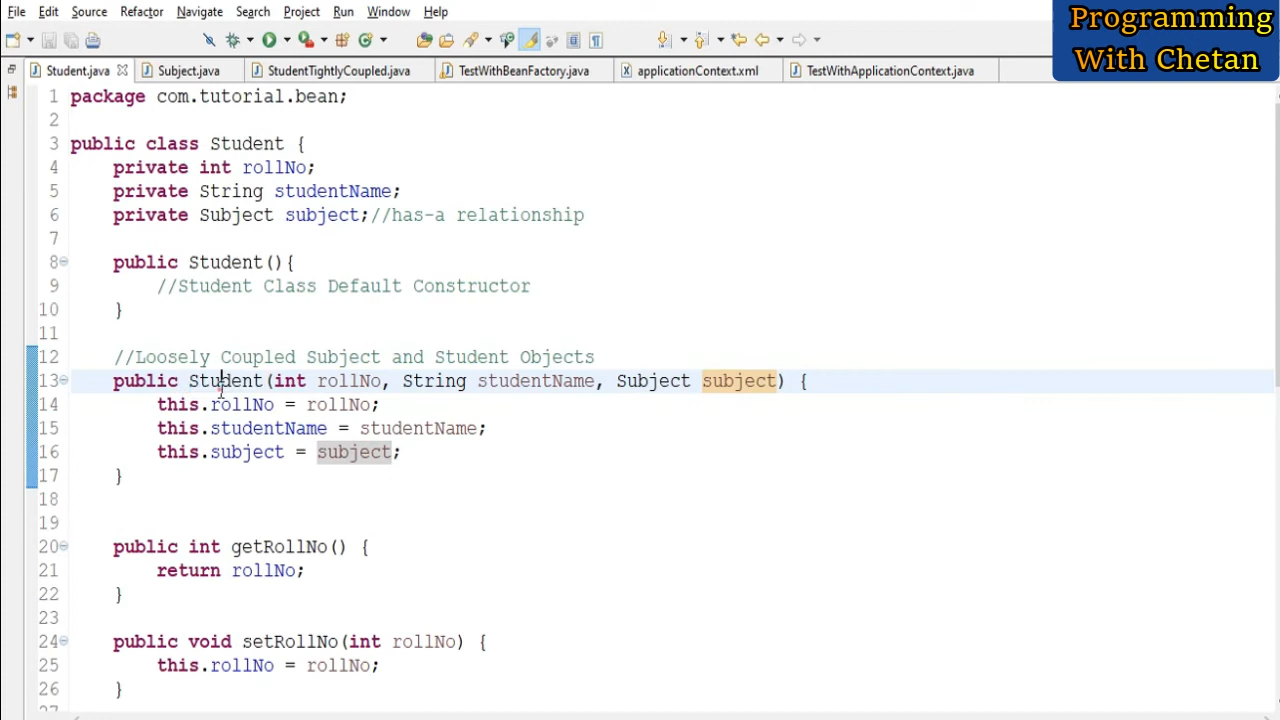 File Edit Source Refactor Navigate Search Project Run Window Help
Programming
With Chetan
Student.java Subject.java StudentTightlyCoupled.java TestWithBeanFactory.java applicationContext.xml TestWithApplicationContext.java
1 package com.tutorial.bean;
2
3 public class Student {
4 private int rollNo;
5 private String studentName;
6 private Subject subject;//has-a relationship
7
8 public Student(){
9 //Student Class Default Constructor
10 }
11
12 //Loosely Coupled Subject and Student Objects
13 public Student(int rollNo, String studentName, Subject subject) {
14 this.rollNo = rollNo;
15 this.studentName = studentName;
16 this.subject = subject;
17 }
18
19
20 public int getRollNo() {
21 return rollNo;
22 }
23
24 public void setRollNo(int rollNo) {
25 this.rollNo = rollNo;
26 }